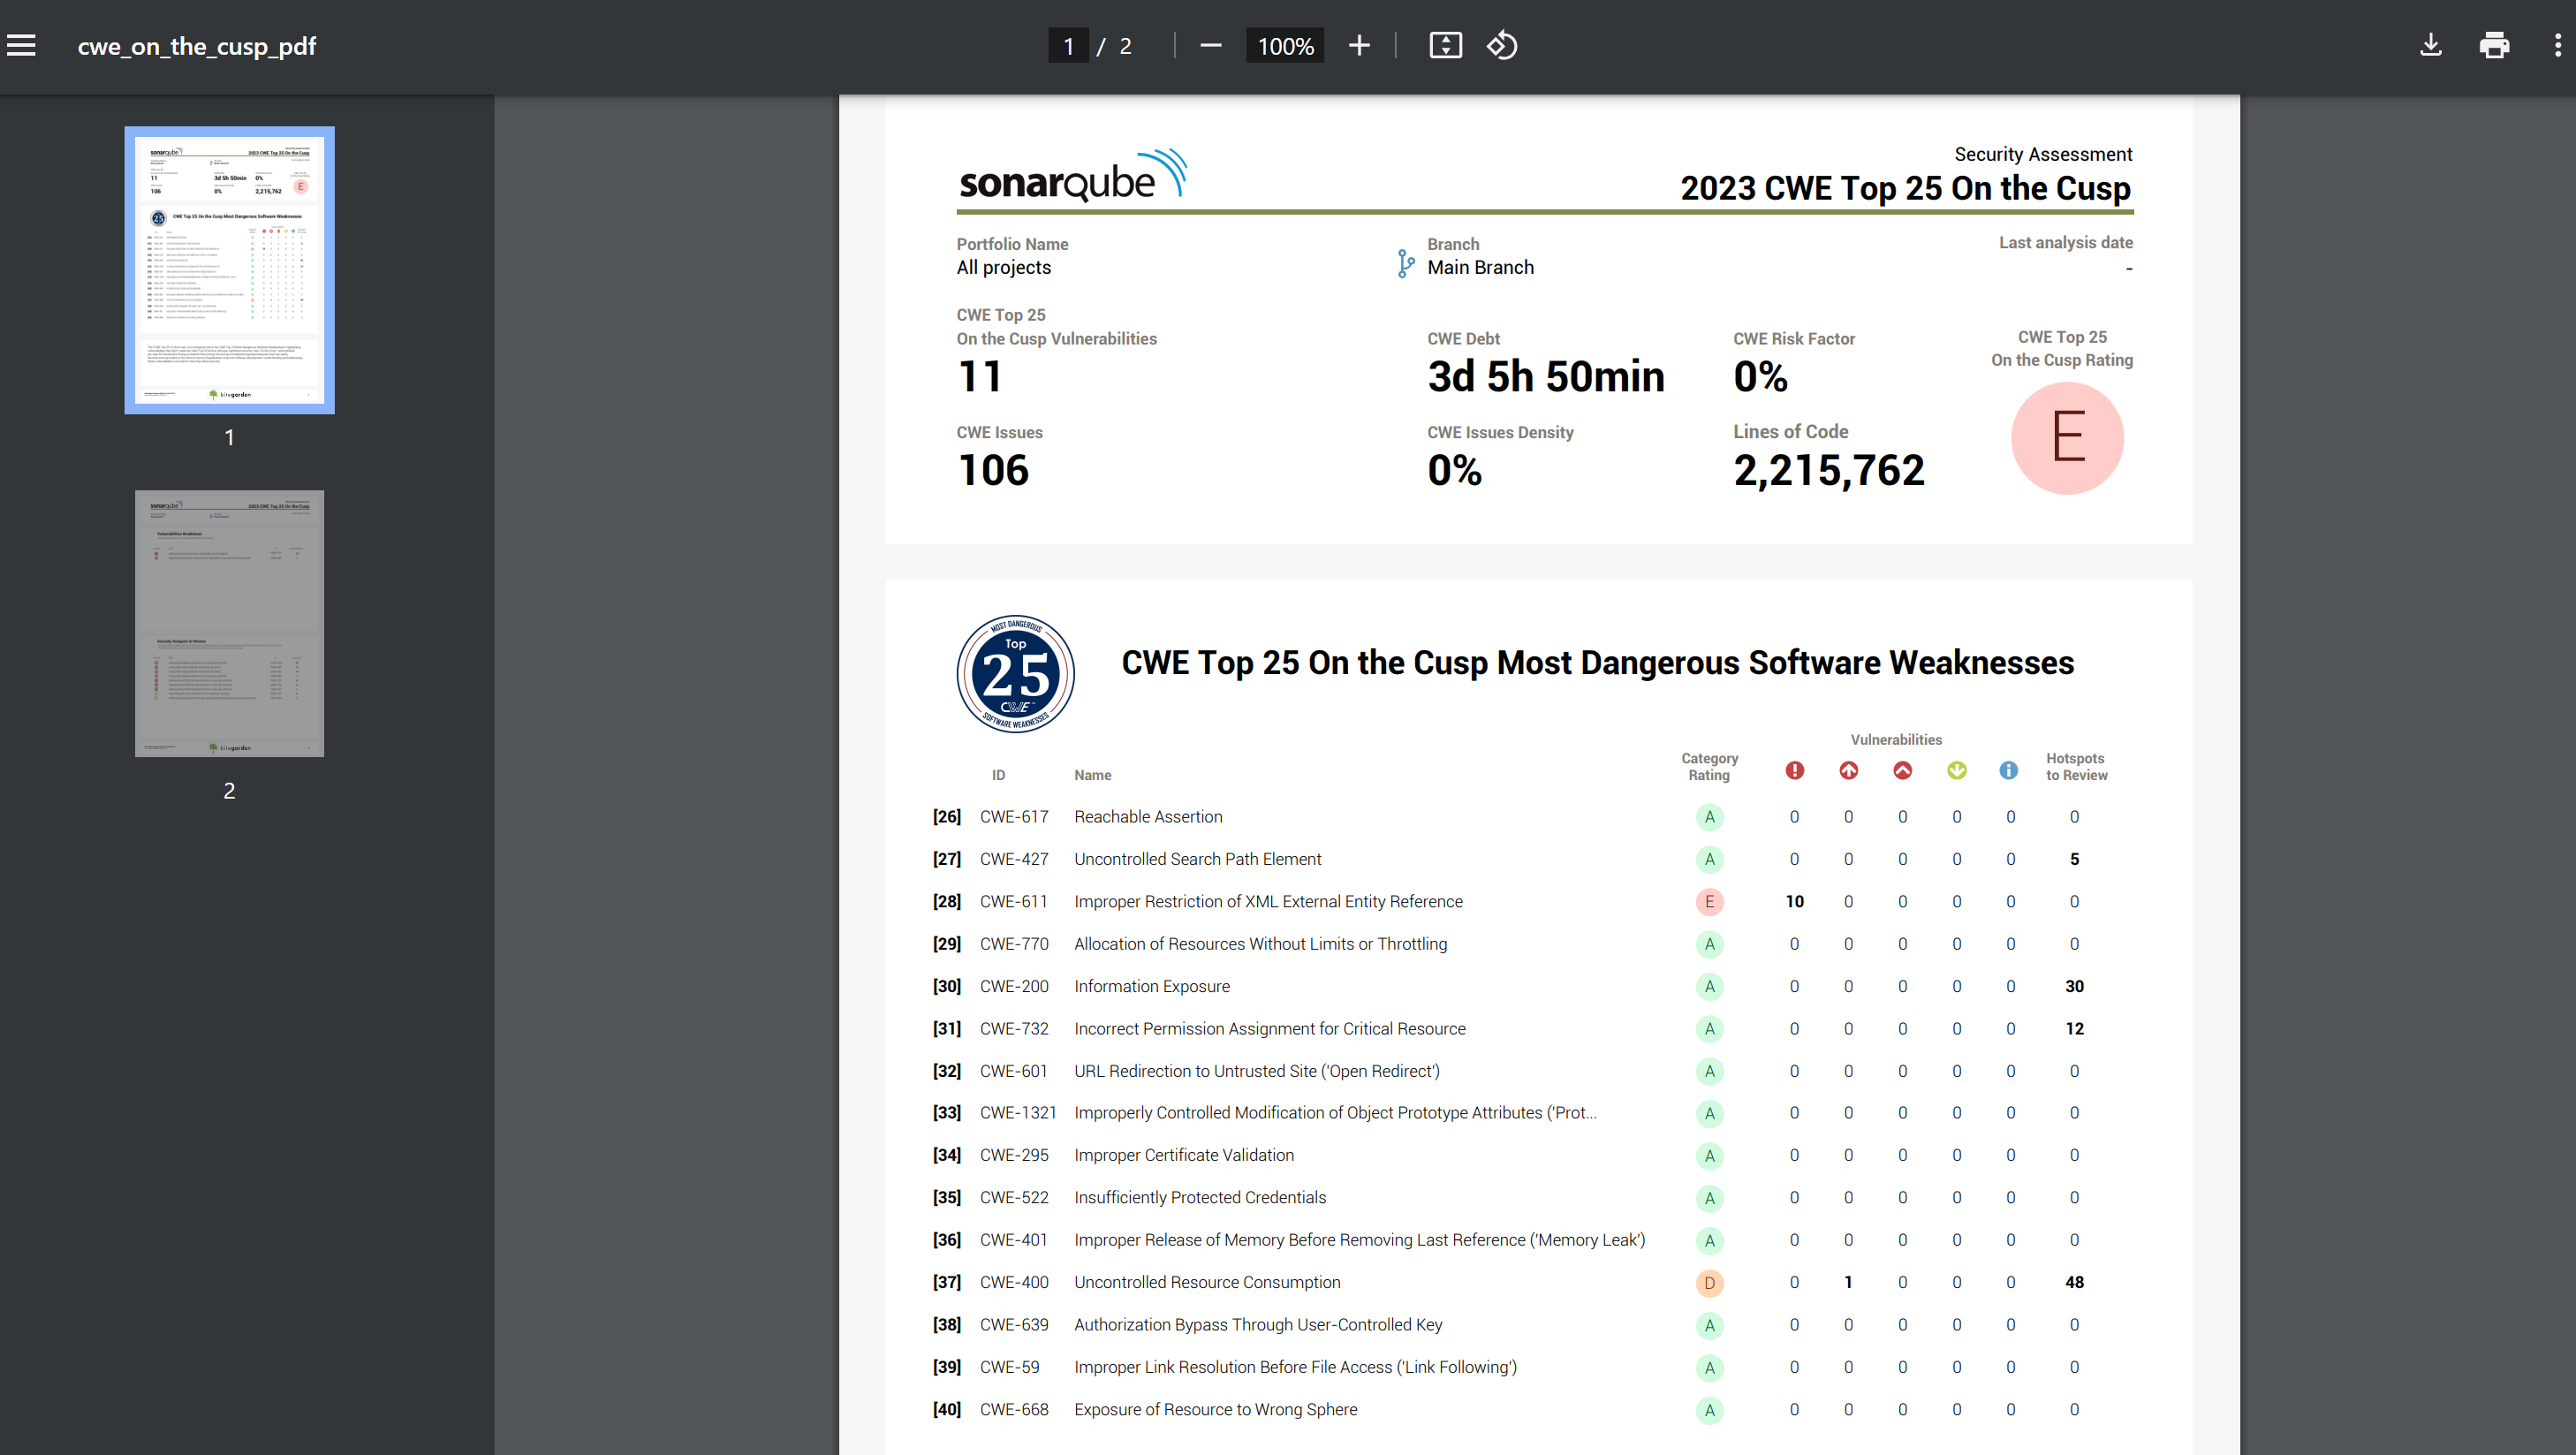 cwe_on_the_cusp_pdf
1 / 2
100%
1
2
sonarqube
Security Assessment
2023 CWE Top 25 On the Cusp
Portfolio Name
All projects
Branch
Main Branch
Last analysis date
-
CWE Top 25
On the Cusp Vulnerabilities
11
CWE Debt
3d 5h 50min
CWE Risk Factor
0%
CWE Top 25
On the Cusp Rating
E
CWE Issues
106
CWE Issues Density
0%
Lines of Code
2,215,762
MOST DANGEROUS
Top
25
CWE
SOFTWARE WEAKNESSES
CWE Top 25 On the Cusp Most Dangerous Software Weaknesses
Vulnerabilities
ID Name Category Rating Hotspots to Review
[26] CWE-617 Reachable Assertion A 0 0 0 0 0 0
[27] CWE-427 Uncontrolled Search Path Element A 0 0 0 0 0 5
[28] CWE-611 Improper Restriction of XML External Entity Reference E 10 0 0 0 0 0
[29] CWE-770 Allocation of Resources Without Limits or Throttling A 0 0 0 0 0 0
[30] CWE-200 Information Exposure A 0 0 0 0 0 30
[31] CWE-732 Incorrect Permission Assignment for Critical Resource A 0 0 0 0 0 12
[32] CWE-601 URL Redirection to Untrusted Site ('Open Redirect') A 0 0 0 0 0 0
[33] CWE-1321 Improperly Controlled Modification of Object Prototype Attributes ('Prot... A 0 0 0 0 0 0
[34] CWE-295 Improper Certificate Validation A 0 0 0 0 0 0
[35] CWE-522 Insufficiently Protected Credentials A 0 0 0 0 0 0
[36] CWE-401 Improper Release of Memory Before Removing Last Reference ('Memory Leak') A 0 0 0 0 0 0
[37] CWE-400 Uncontrolled Resource Consumption D 0 1 0 0 0 48
[38] CWE-639 Authorization Bypass Through User-Controlled Key A 0 0 0 0 0 0
[39] CWE-59 Improper Link Resolution Before File Access ('Link Following') A 0 0 0 0 0 0
[40] CWE-668 Exposure of Resource to Wrong Sphere A 0 0 0 0 0 0